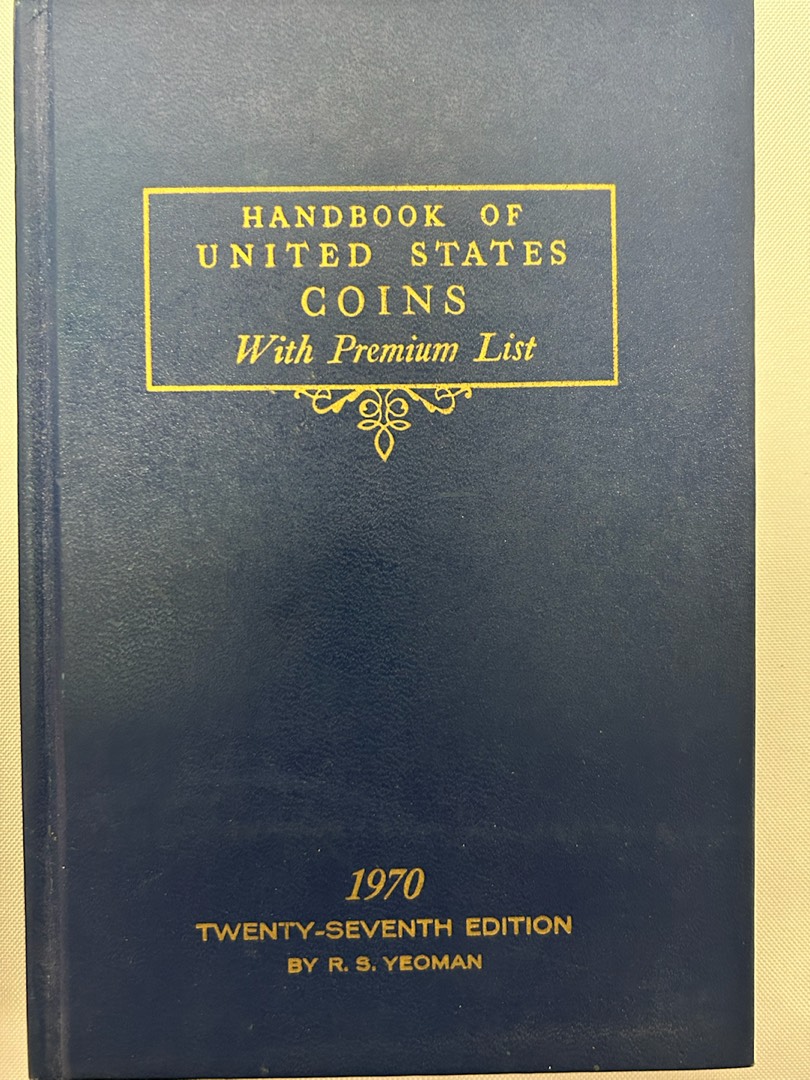 HANDBOOK OF
UNITED STATES
COINS
With Premium List
1970
TWENTY-SEVENTH EDITION
BY R. S. YEOMAN